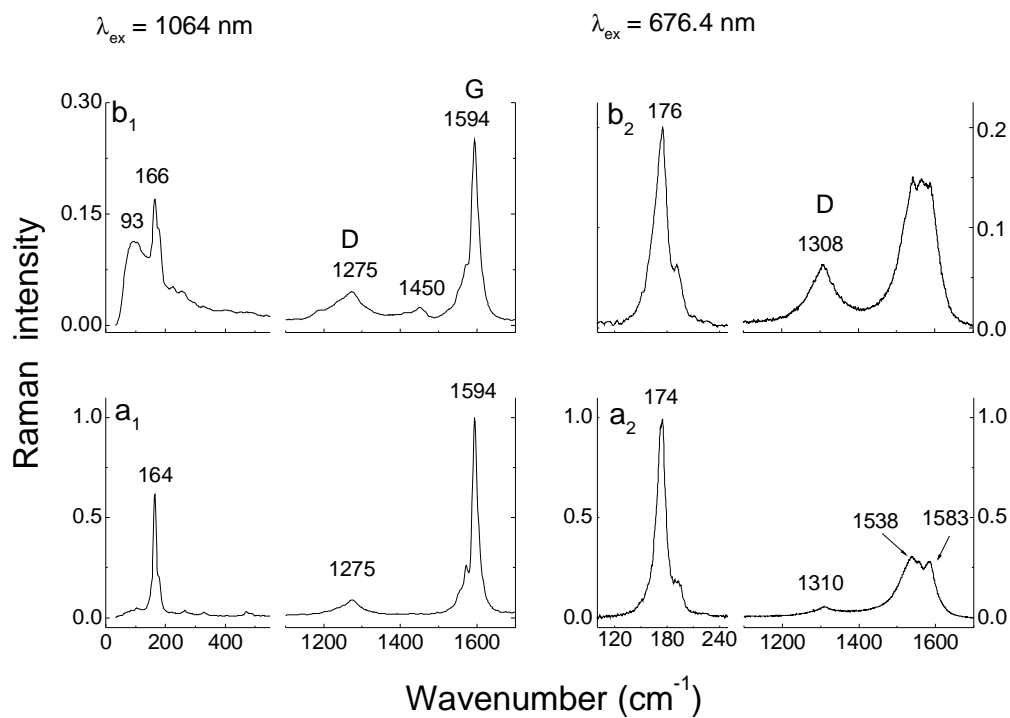 λex = 1064 nm
λex = 676.4 nm
Raman intensity
b1
0.30
0.15
0.00
93
166
D
1275
1450
G
1594
b2
176
D
1308
0.2
0.1
0.0
a1
1.0
0.5
0.0
164
1275
1594
0 200 400 1200 1400 1600
a2
174
1310
1538
1583
1.0
0.5
0.0
120 180 240 1200 1400 1600
Wavenumber (cm-1)